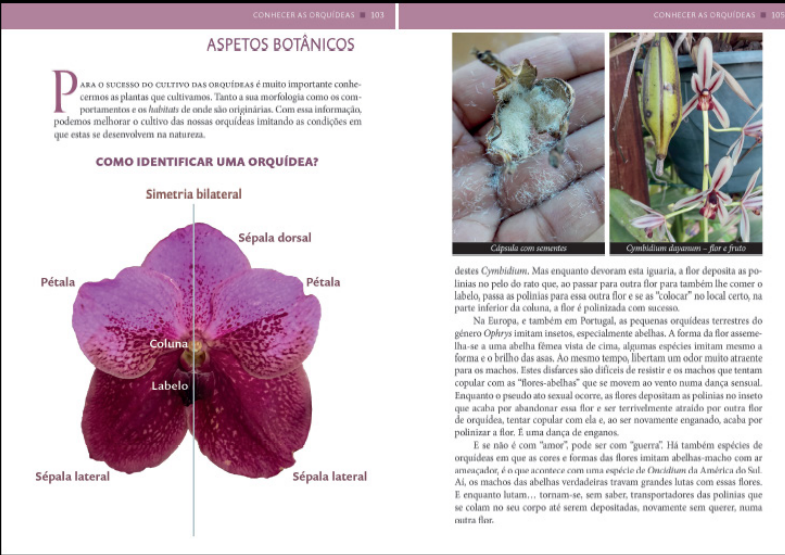 CONHECER AS ORQUÍDEAS ■ 103
ASPETOS BOTÂNICOS
PARA O SUCESSO DO CULTIVO DAS ORQUÍDEAS é muito importante conhe-
cermos as plantas que cultivamos. Tanto a sua morfologia como os com-
portamentos e os habitats de onde são originárias. Com essa informação,
podemos melhorar o cultivo das nossas orquídeas imitando as condições em
que estas se desenvolvem na natureza.
COMO IDENTIFICAR UMA ORQUÍDEA?
Simetria bilateral
Sépala dorsal
Pétala
Pétala
Coluna
Labelo
Sépala lateral
Sépala lateral
CONHECER AS ORQUÍDEAS ■ 105
Cápsula com sementes
Cymbidium dayanum – flor e fruto
destes Cymbidium. Mas enquanto devoram esta iguaria, a flor deposita as po-
línias no pelo do rato que, ao passar para outra flor para também lhe comer o
labelo, passa as polínias para essa outra flor e se as “colocar” no local certo, na
parte inferior da coluna, a flor é polinizada com sucesso.
Na Europa, e também em Portugal, as pequenas orquídeas terrestres do
género Ophrys imitam insetos, especialmente abelhas. A forma da flor asseme-
lha-se a uma abelha fêmea vista de cima, algumas espécies imitam mesmo a
forma e o brilho das asas. Ao mesmo tempo, libertam um odor muito atraente
para os machos. Estes disfarces são difíceis de resistir e os machos que tentam
copular com as “flores-abelhas” que se movem ao vento numa dança sensual.
Enquanto o pseudo ato sexual ocorre, as flores depositam as polínias no inseto
que acaba por abandonar essa flor e ser terrivelmente atraído por outra flor
de orquídea, tentar copular com ela e, ao ser novamente enganado, acaba por
polinizar a flor. É uma dança de enganos.
E se não é com “amor”, pode ser com “guerra”. Há também espécies de
orquídeas em que as cores e formas das flores imitam abelhas-macho com ar
ameaçador, é o que acontece com uma espécie de Oncidium da América do Sul.
Aí, os machos das abelhas verdadeiras travam grandes lutas com essas flores.
E enquanto lutam… tornam-se, sem saber, transportadores das polínias que
se colam no seu corpo até serem depositadas, novamente sem querer, numa
outra flor.